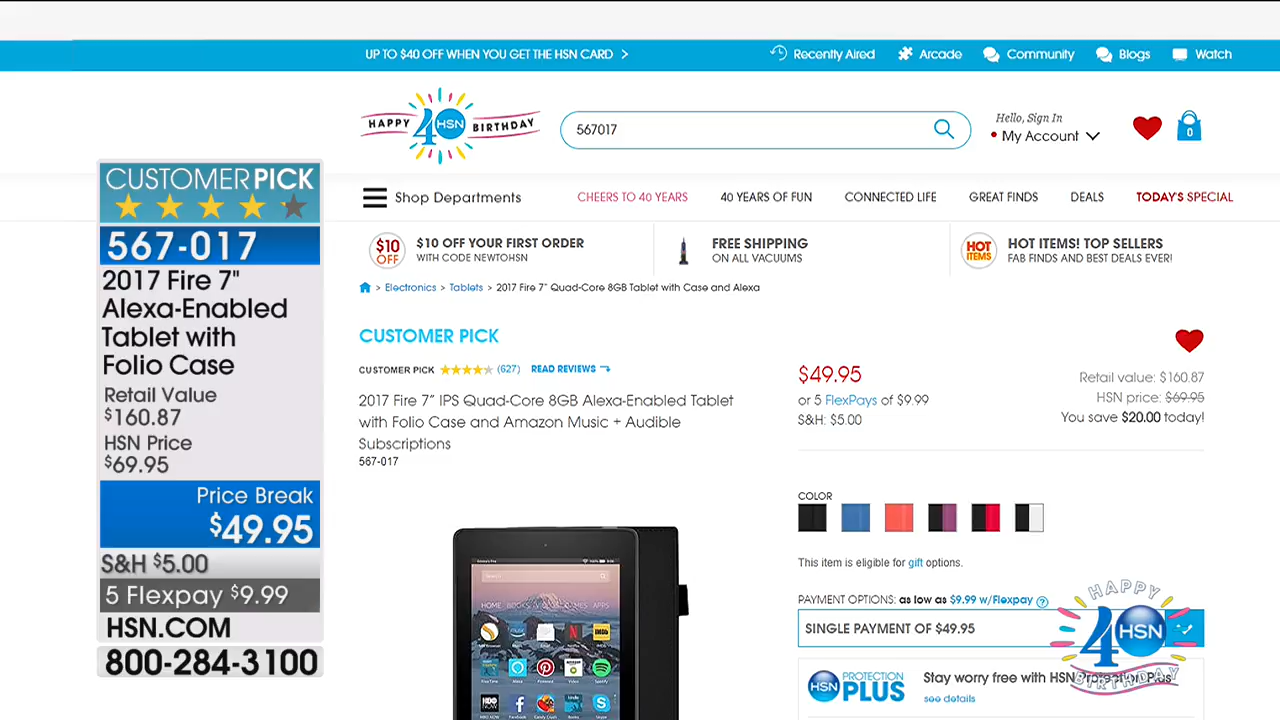 UP TO $40 OFF WHEN YOU GET THE HSN CARD >
Recently Aired
Arcade
Community
Blogs
Watch
HAPPY 40 HSN BIRTHDAY
567017
Hello, Sign In
My Account
0
CUSTOMER PICK
567-017
2017 Fire 7"
Alexa-Enabled
Tablet with
Folio Case
Retail Value
$160.87
HSN Price
$69.95
Price Break
$49.95
S&H $5.00
5 Flexpay $9.99
HSN.COM
800-284-3100
Shop Departments
CHEERS TO 40 YEARS
40 YEARS OF FUN
CONNECTED LIFE
GREAT FINDS
DEALS
TODAY'S SPECIAL
$10 OFF
$10 OFF YOUR FIRST ORDER
WITH CODE NEWTOHSN
FREE SHIPPING
ON ALL VACUUMS
HOT ITEMS
HOT ITEMS! TOP SELLERS
FAB FINDS AND BEST DEALS EVER!
> Electronics > Tablets > 2017 Fire 7" Quad-Core 8GB Tablet with Case and Alexa
CUSTOMER PICK
CUSTOMER PICK (627) READ REVIEWS
2017 Fire 7" IPS Quad-Core 8GB Alexa-Enabled Tablet
with Folio Case and Amazon Music + Audible
Subscriptions
567-017
$49.95
or 5 FlexPays of $9.99
S&H: $5.00
Retail value: $160.87
HSN price: $69.95
You save $20.00 today!
COLOR
This item is eligible for gift options.
PAYMENT OPTIONS: as low as $9.99 w/Flexpay ?
SINGLE PAYMENT OF $49.95
HSN PROTECTION PLUS
Stay worry free with HSN Protection Plus
see details
HAPPY
40 HSN
BIRTHDAY
Search
HOME BOOKS GAMES APPS